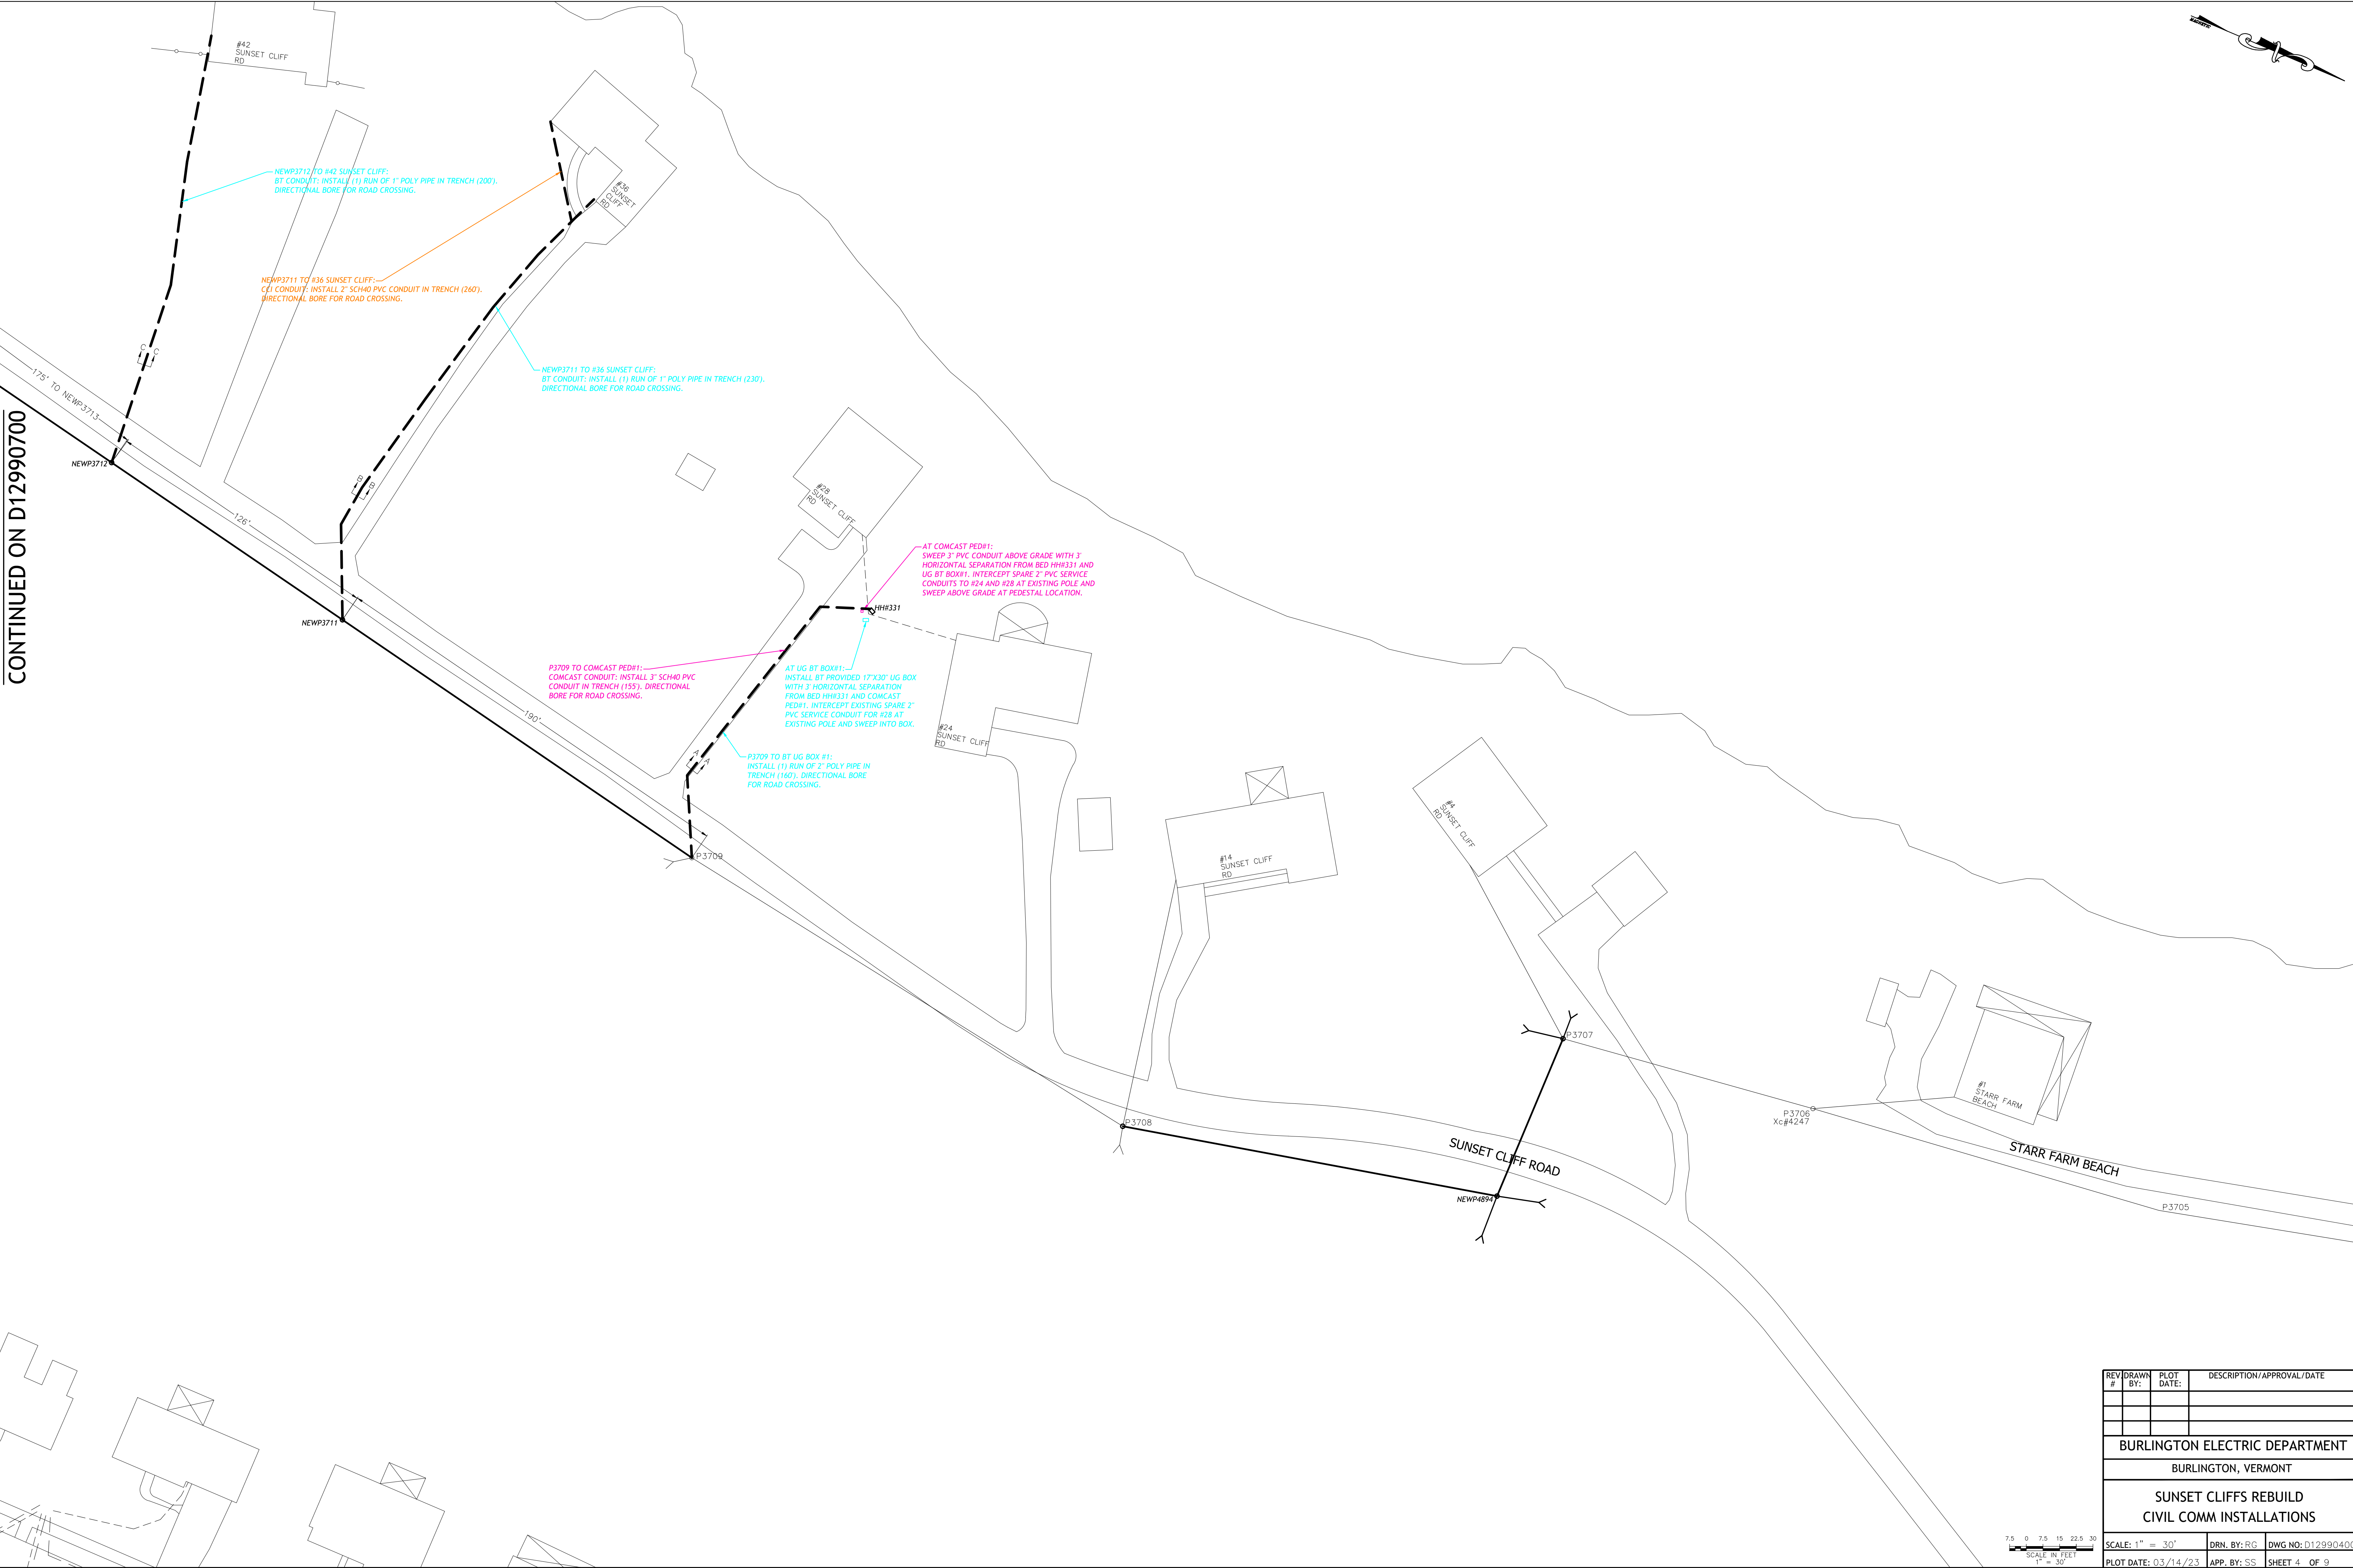 #42
SUNSET CLIFF
RD
NEWP3712 TO #42 SUNSET CLIFF:
BT CONDUIT: INSTALL (1) RUN OF 1" POLY PIPE IN TRENCH (200').
DIRECTIONAL BORE FOR ROAD CROSSING.
#36
SUNSET
CLIFF
RD
NEWP3711 TO #36 SUNSET CLIFF:
CCI CONDUIT: INSTALL 2" SCH40 PVC CONDUIT IN TRENCH (260').
DIRECTIONAL BORE FOR ROAD CROSSING.
C C
NEWP3711 TO #36 SUNSET CLIFF:
BT CONDUIT: INSTALL (1) RUN OF 1" POLY PIPE IN TRENCH (230').
DIRECTIONAL BORE FOR ROAD CROSSING.
175' TO NEWP3713
CONTINUED ON D12990700
NEWP3712
B B
126'
#28
SUNSET CLIFF
RD
AT COMCAST PED#1:
SWEEP 3" PVC CONDUIT ABOVE GRADE WITH 3'
HORIZONTAL SEPARATION FROM BED HH#331 AND
UG BT BOX#1. INTERCEPT SPARE 2" PVC SERVICE
CONDUITS TO #24 AND #28 AT EXISTING POLE AND
SWEEP ABOVE GRADE AT PEDESTAL LOCATION.
HH#331
NEWP3711
P3709 TO COMCAST PED#1:
COMCAST CONDUIT: INSTALL 3" SCH40 PVC
CONDUIT IN TRENCH (155'). DIRECTIONAL
BORE FOR ROAD CROSSING.
AT UG BT BOX#1:
INSTALL BT PROVIDED 17"X30" UG BOX
WITH 3' HORIZONTAL SEPARATION
FROM BED HH#331 AND COMCAST
PED#1. INTERCEPT EXISTING SPARE 2"
PVC SERVICE CONDUIT FOR #28 AT
EXISTING POLE AND SWEEP INTO BOX.
190'
#24
SUNSET CLIFF
RD
A A
P3709 TO BT UG BOX #1:
INSTALL (1) RUN OF 2" POLY PIPE IN
TRENCH (160'). DIRECTIONAL BORE
FOR ROAD CROSSING.
P3709
#14
SUNSET CLIFF
RD
#4
SUNSET CLIFF
RD
P3707
P3708
#1
STARR FARM
BEACH
P3706
Xc#4247
SUNSET CLIFF ROAD
STARR FARM BEACH
NEWP4894
P3705
REV. # DRAWN BY: PLOT DATE: DESCRIPTION/APPROVAL/DATE
BURLINGTON ELECTRIC DEPARTMENT
BURLINGTON, VERMONT
SUNSET CLIFFS REBUILD
CIVIL COMM INSTALLATIONS
7.5 0 7.5 15 22.5 30
SCALE IN FEET
1" = 30'
SCALE: 1" = 30' DRN. BY: RG DWG NO: D12990400
PLOT DATE: 03/14/23 APP. BY: SS SHEET 4 OF 9